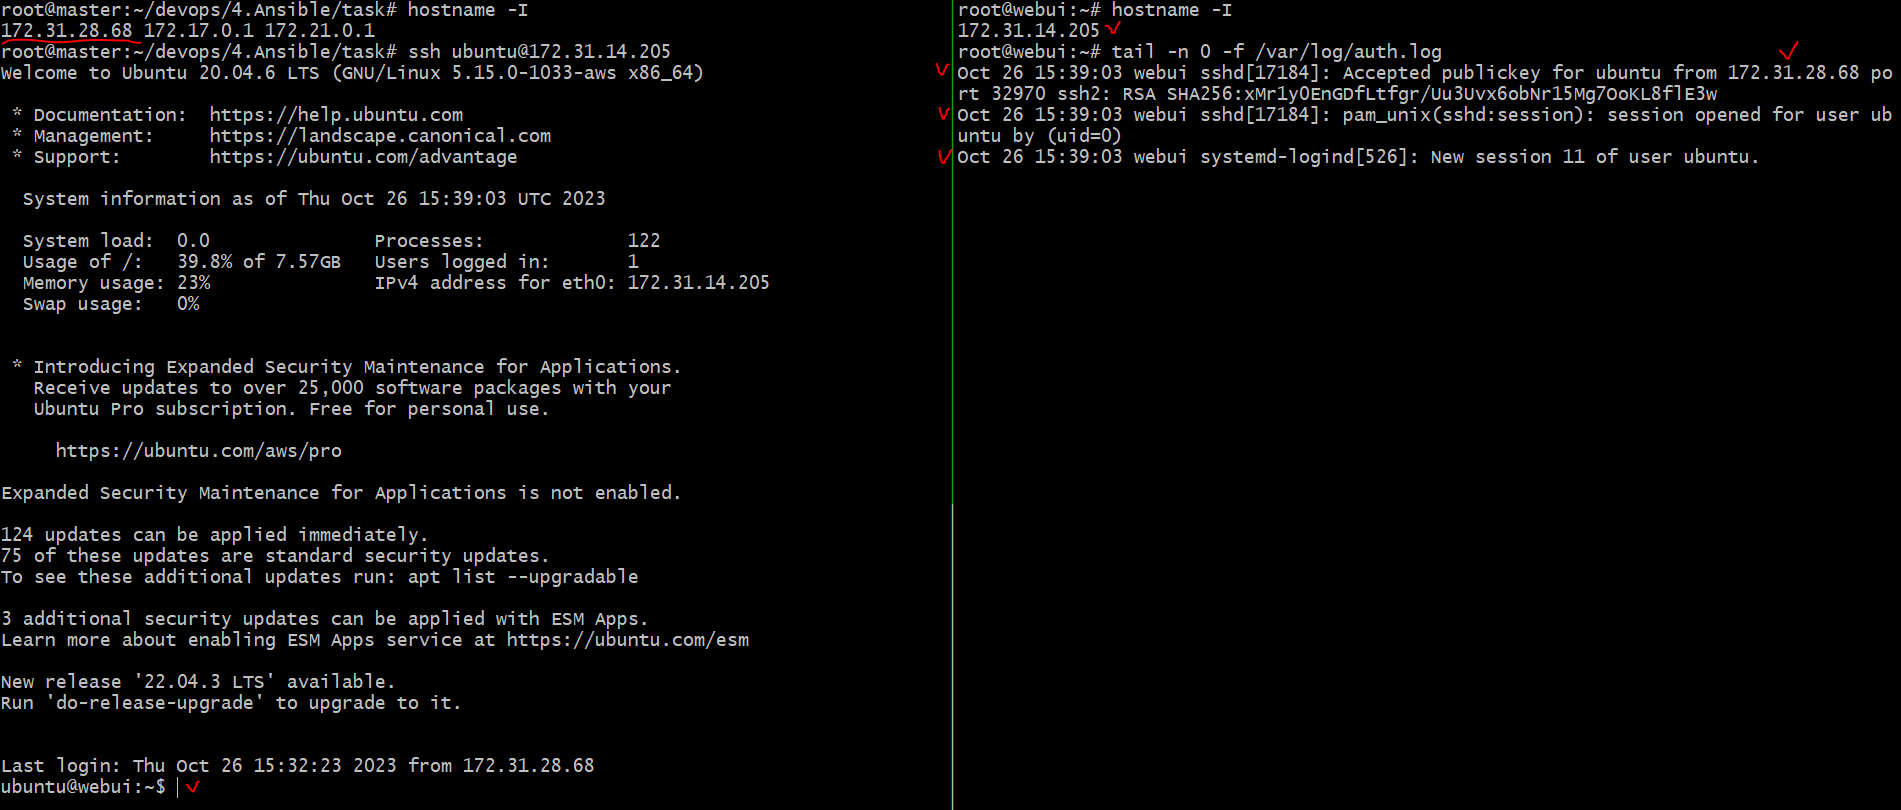 root@master:~/devops/4.Ansible/task# hostname -I
172.31.28.68 172.17.0.1 172.21.0.1
root@master:~/devops/4.Ansible/task# ssh ubuntu@172.31.14.205
Welcome to Ubuntu 20.04.6 LTS (GNU/Linux 5.15.0-1033-aws x86_64)
* Documentation:  https://help.ubuntu.com
* Management:     https://landscape.canonical.com
* Support:        https://ubuntu.com/advantage
System information as of Thu Oct 26 15:39:03 UTC 2023
System load:  0.0               Processes:             122
Usage of /:   39.8% of 7.57GB   Users logged in:       1
Memory usage: 23%               IPv4 address for eth0: 172.31.14.205
Swap usage:   0%
* Introducing Expanded Security Maintenance for Applications.
Receive updates to over 25,000 software packages with your
Ubuntu Pro subscription. Free for personal use.
https://ubuntu.com/aws/pro
Expanded Security Maintenance for Applications is not enabled.
124 updates can be applied immediately.
75 of these updates are standard security updates.
To see these additional updates run: apt list --upgradable
3 additional security updates can be applied with ESM Apps.
Learn more about enabling ESM Apps service at https://ubuntu.com/esm
New release '22.04.3 LTS' available.
Run 'do-release-upgrade' to upgrade to it.
Last login: Thu Oct 26 15:32:23 2023 from 172.31.28.68
ubuntu@webui:~$
root@webui:~# hostname -I
172.31.14.205
root@webui:~# tail -n 0 -f /var/log/auth.log
Oct 26 15:39:03 webui sshd[17184]: Accepted publickey for ubuntu from 172.31.28.68 po
rt 32970 ssh2: RSA SHA256:xMr1y0EnGDfLtfgr/Uu3Uvx6obNr15Mg7OoKL8flE3w
Oct 26 15:39:03 webui sshd[17184]: pam_unix(sshd:session): session opened for user ub
untu by (uid=0)
Oct 26 15:39:03 webui systemd-logind[526]: New session 11 of user ubuntu.